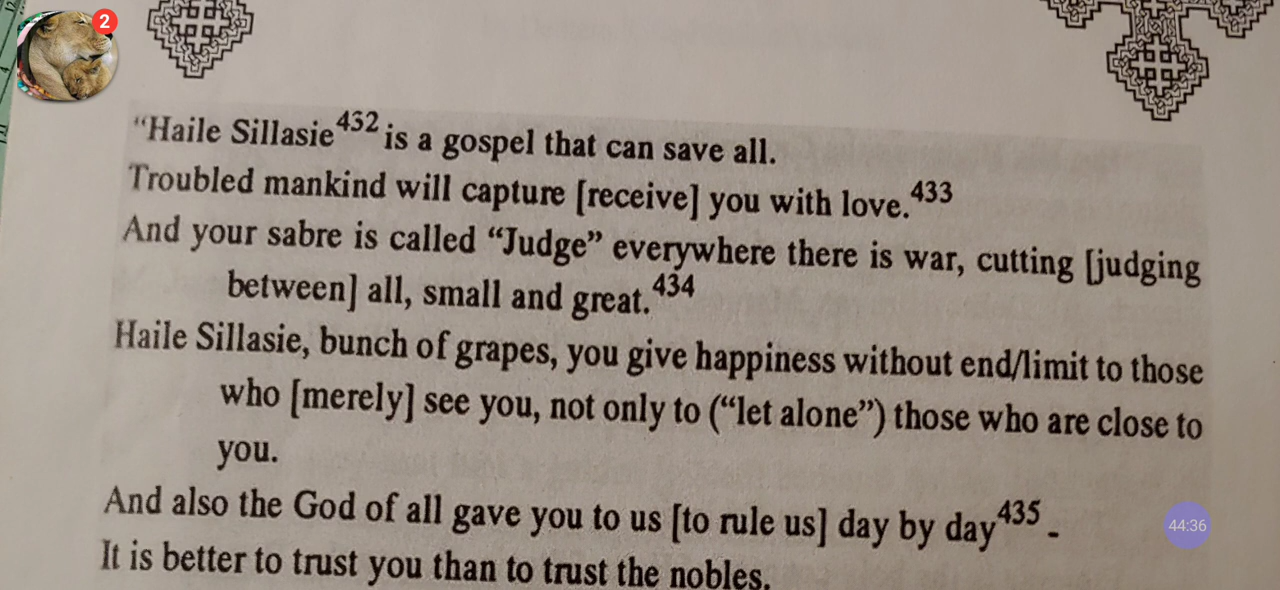 2
"Haile Sillasie432 is a gospel that can save all.
Troubled mankind will capture [receive] you with love.433
And your sabre is called "Judge" everywhere there is war, cutting [judging
between] all, small and great.434
Haile Sillasie, bunch of grapes, you give happiness without end/limit to those
who [merely] see you, not only to ("let alone") those who are close to
you.
And also the God of all gave you to us [to rule us] day by day435 -
44:36
It is better to trust you than to trust the nobles.